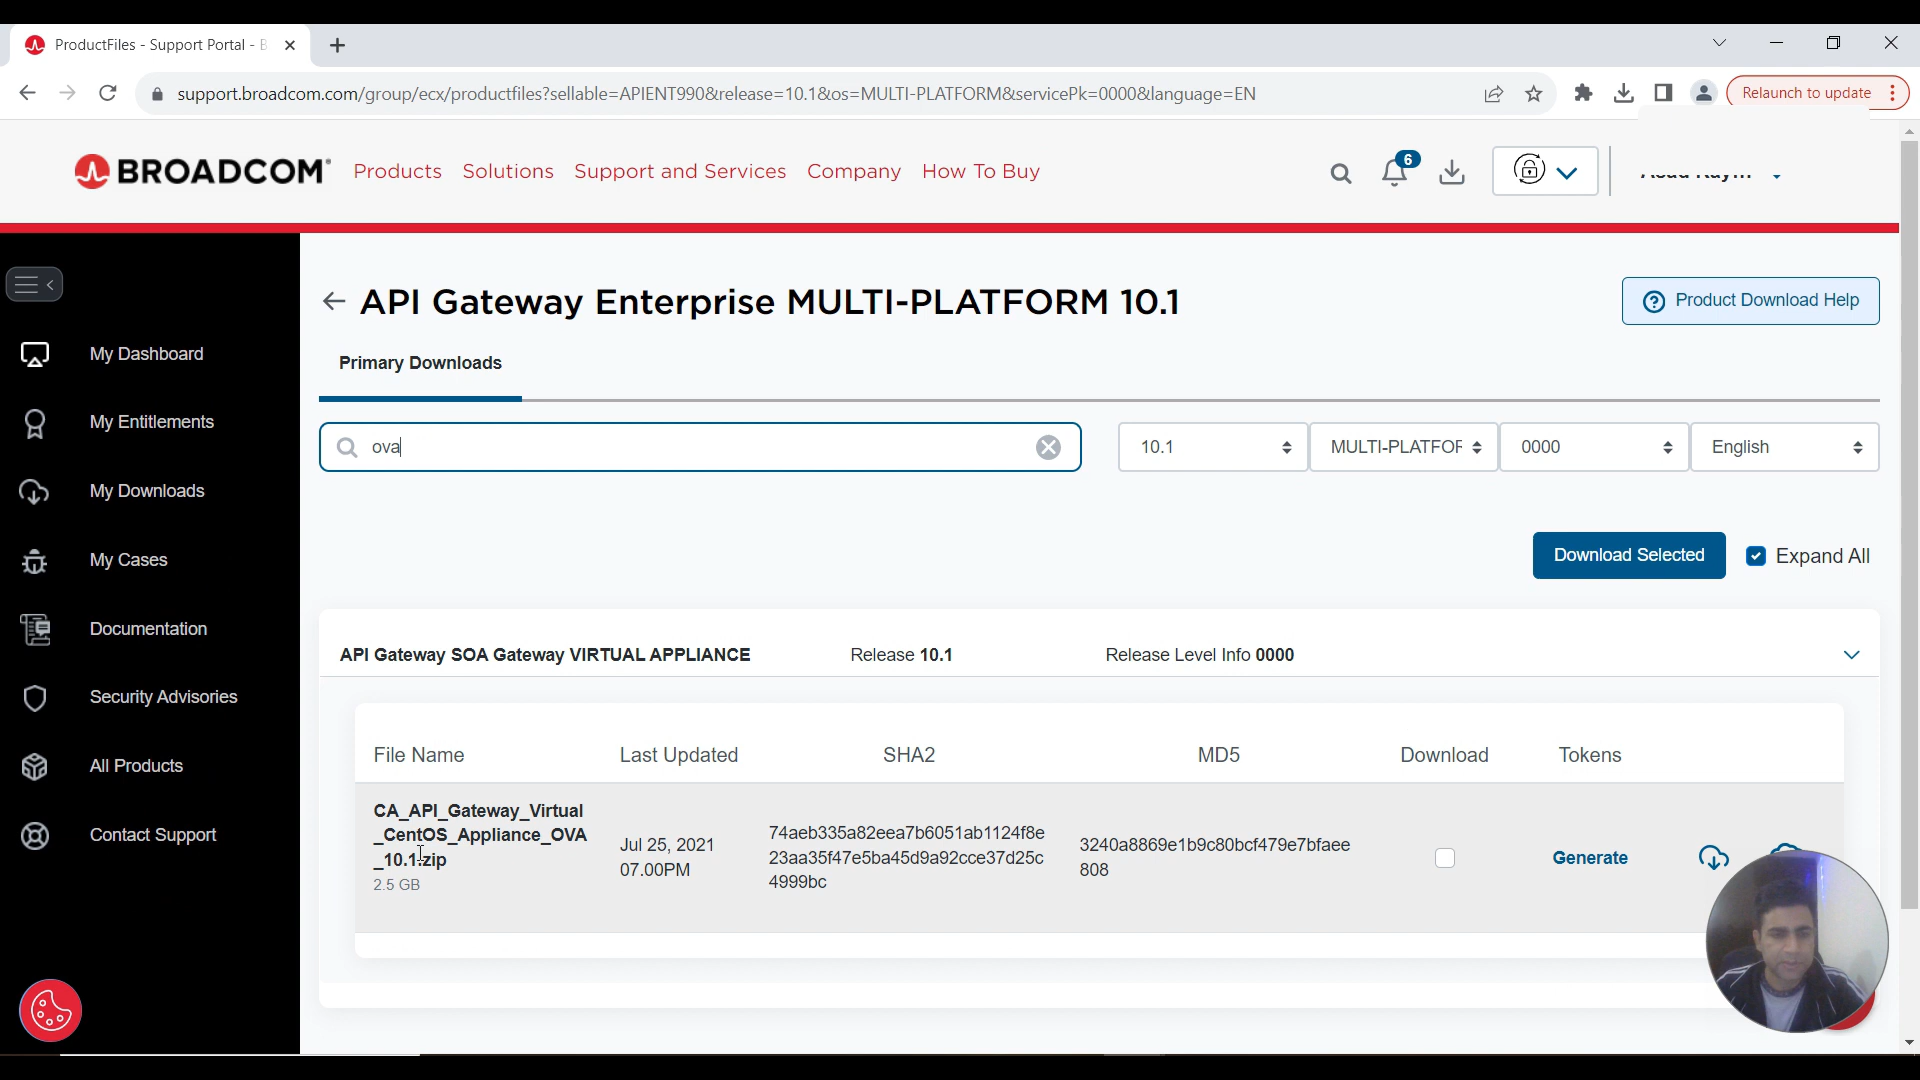 ProductFiles - Support Portal - B
support.broadcom.com/group/ecx/productfiles?sellable=APIENT990&release=10.1&os=MULTI-PLATFORM&servicePk=0000&language=EN
Relaunch to update
BROADCOM
Products Solutions Support and Services Company How To Buy
6
API Gateway Enterprise MULTI-PLATFORM 10.1
Product Download Help
My Dashboard
My Entitlements
My Downloads
My Cases
Documentation
Security Advisories
All Products
Contact Support
Primary Downloads
ova
10.1
MULTI-PLATFOR
0000
English
Download Selected
Expand All
API Gateway SOA Gateway VIRTUAL APPLIANCE Release 10.1 Release Level Info 0000
File Name Last Updated SHA2 MD5 Download Tokens
CA_API_Gateway_Virtual
_CentOS_Appliance_OVA
_10.1.zip
2.5 GB
Jul 25, 2021
07.00PM
74aeb335a82eea7b6051ab1124f8e
23aa35f47e5ba45d9a92cce37d25c
4999bc
3240a8869e1b9c80bcf479e7bfaee
808
Generate